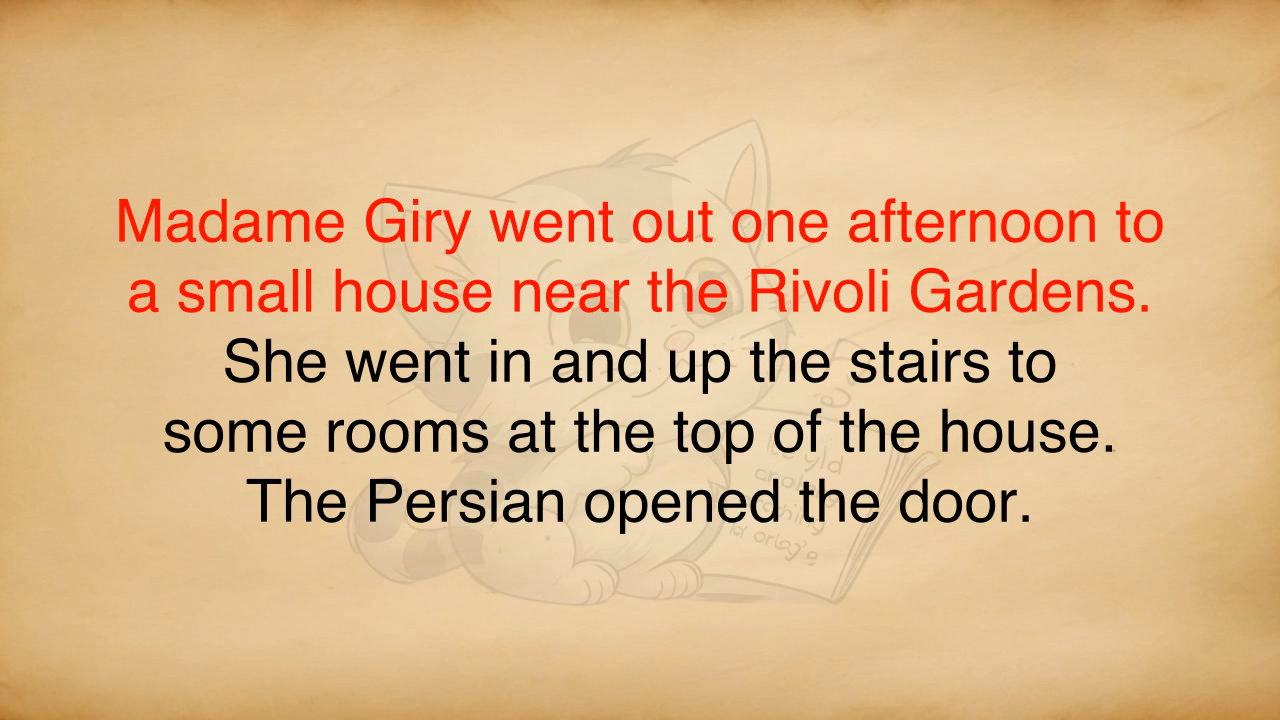 Madame Giry went out one afternoon to
a small house near the Rivoli Gardens.
She went in and up the stairs to
some rooms at the top of the house.
The Persian opened the door.